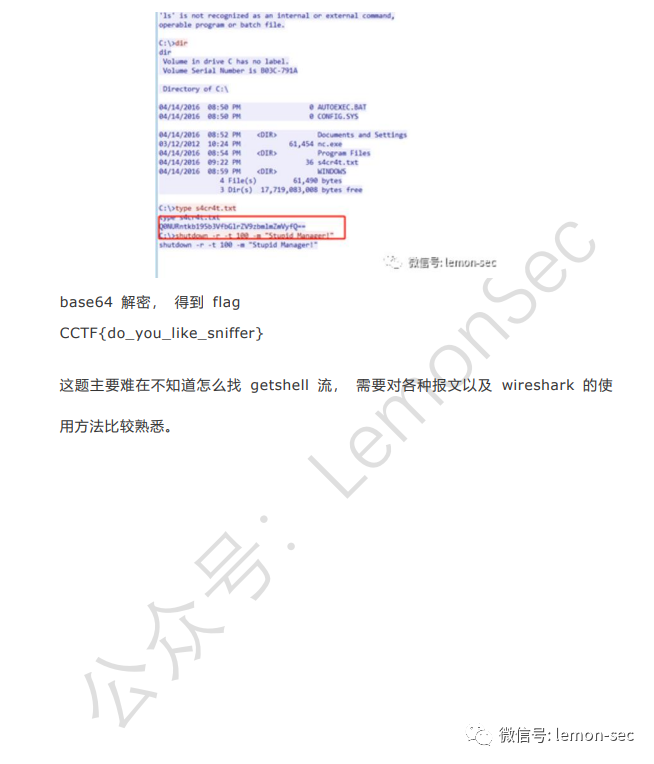 'ls' is not recognized as an internal or external command,
operable program or batch file.
C:\>dir
dir
Volume in drive C has no label.
Volume Serial Number is B03C-791A
Directory of C:\
04/14/2016 08:50 PM 0 AUTOEXEC.BAT
04/14/2016 08:50 PM 0 CONFIG.SYS
04/14/2016 08:52 PM <DIR> Documents and Settings
03/12/2012 10:24 PM 61,454 nc.exe
04/14/2016 08:54 PM <DIR> Program Files
04/14/2016 09:22 PM 36 s4cr4t.txt
04/14/2016 08:59 PM <DIR> WINDOWS
4 File(s) 61,490 bytes
3 Dir(s) 17,719,083,008 bytes free
C:\>type s4cr4t.txt
type s4cr4t.txt
C:\>shutdown -r -t 100 -m "Stupid Manager!"
shutdown -r -t 100 -m "Stupid Manager!"
微信号: lemon-sec
base64 解密， 得到 flag
CCTF{do_you_like_sniffer}
这题主要难在不知道怎么找 getshell 流， 需要对各种报文以及 wireshark 的使
用方法比较熟悉。
公众号：LemonSec
微信号: lemon-sec